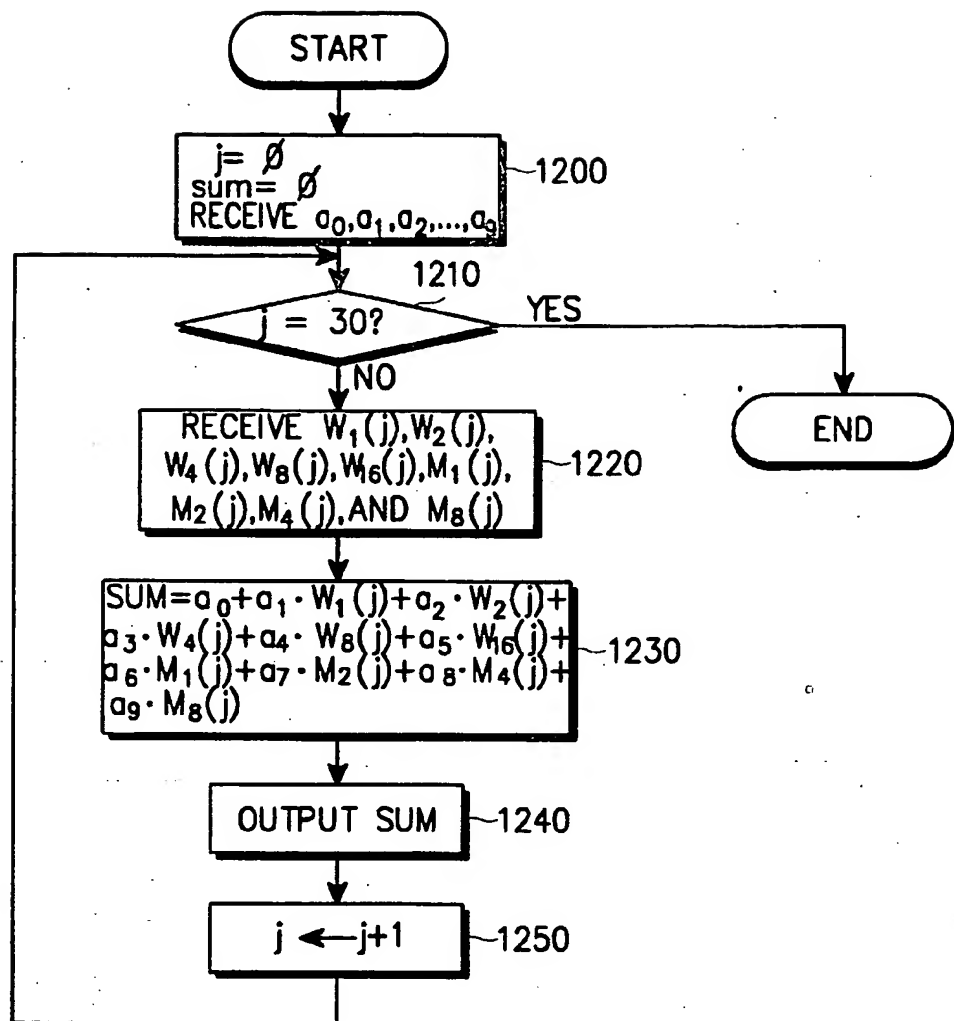 START
j= Ø
sum= Ø
RECEIVE a₀,a₁,a₂,...,a₉
1200
1210
j = 30?
YES
NO
END
RECEIVE W₁(j),W₂(j),
W₄(j),W₈(j),W₁₆(j),M₁(j),
M₂(j),M₄(j),AND M₈(j)
1220
SUM=a₀+a₁·W₁(j)+a₂·W₂(j)+
a₃·W₄(j)+a₄·W₈(j)+a₅·W₁₆(j)+
a₆·M₁(j)+a₇·M₂(j)+a₈·M₄(j)+
a₉·M₈(j)
1230
OUTPUT SUM
1240
j ← j+1
1250